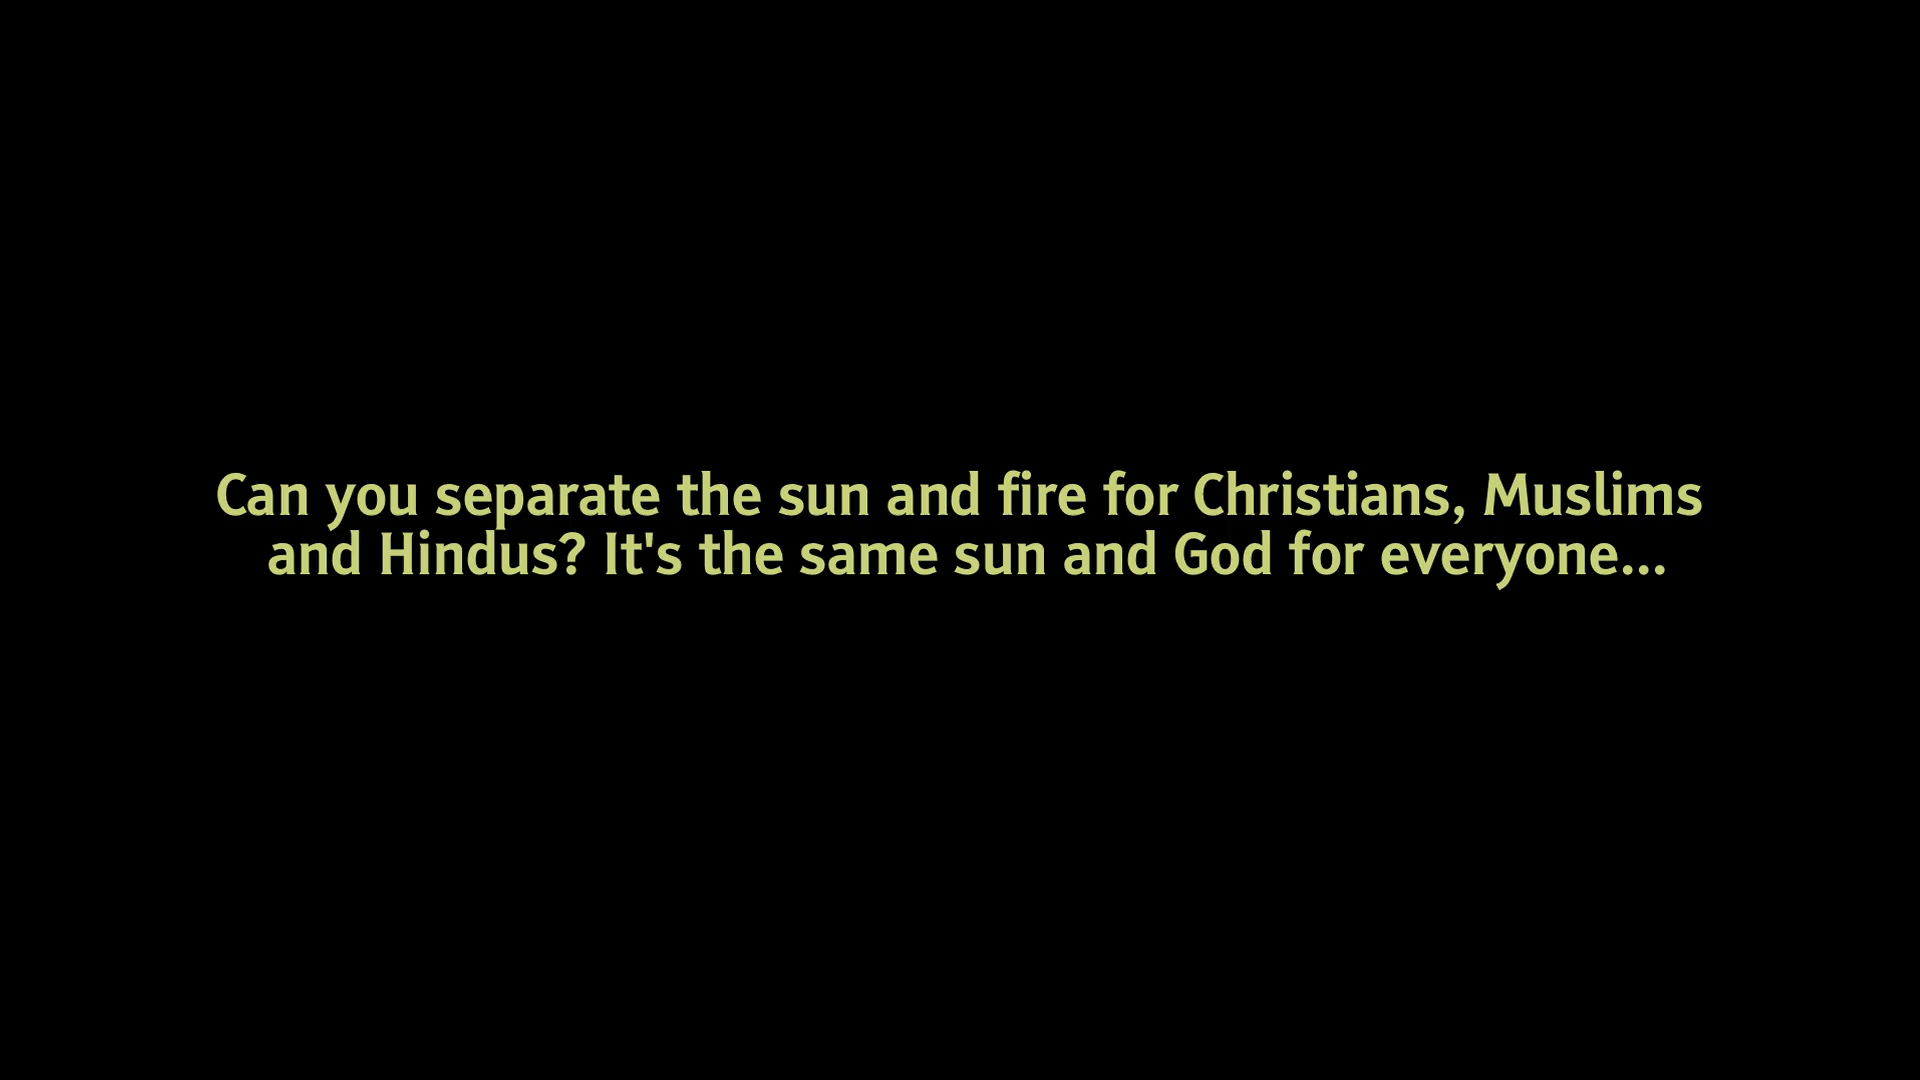 Can you separate the sun and fire for Christians, Muslims
and Hindus? It's the same sun and God for everyone...